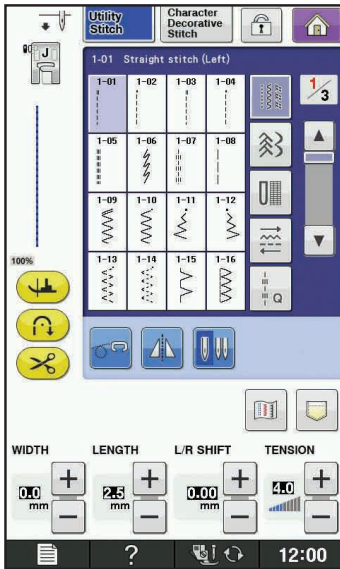 Utility
Stitch
Character
Decorative
Stitch
J
1-01 Straight stitch (Left)
1-01 1-02 1-03 1-04
1/3
1-05 1-06 1-07 1-08
1-09 1-10 1-11 1-12
1-13 1-14 1-15 1-16
Q
100%
WIDTH LENGTH L/R SHIFT TENSION
0.0 mm + −
2.5 mm + −
0.00 mm + −
4.0 + −
? 12:00